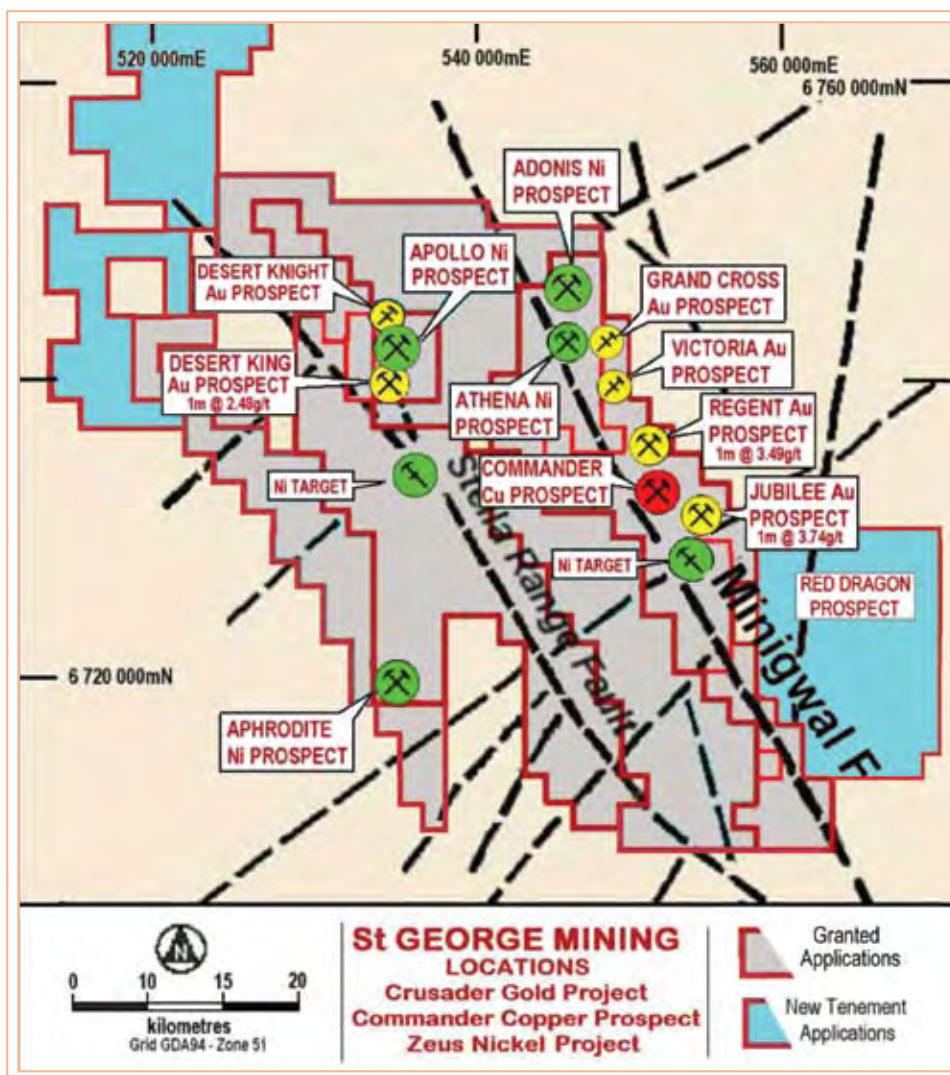 520 000mE
540 000mE
560 000mE
6 760 000mN
ADONIS Ni
PROSPECT
DESERT KNIGHT
Au PROSPECT
APOLLO Ni
PROSPECT
GRAND CROSS
Au PROSPECT
DESERT KING
Au PROSPECT
1m @ 2.48g/t
VICTORIA Au
PROSPECT
ATHENA Ni
PROSPECT
REGENT Au
PROSPECT
1m @ 3.49g/t
Ni TARGET
COMMANDER
Cu PROSPECT
JUBILEE Au
PROSPECT
1m @ 3.74g/t
Ni TARGET
RED DRAGON
PROSPECT
Stella Range Fault
Minigwal F
6 720 000mN
APHRODITE
Ni PROSPECT
N
0 10 15 20
kilometres
Grid GDA94 - Zone 51
St GEORGE MINING
LOCATIONS
Crusader Gold Project
Commander Copper Prospect
Zeus Nickel Project
Granted
Applications
New Tenement
Applications